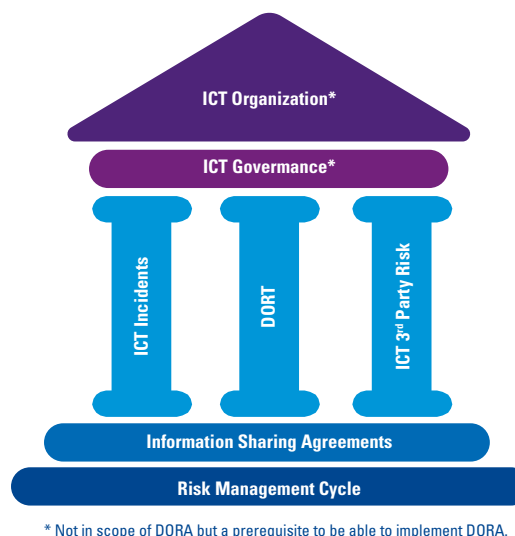 ICT Organization*
ICT Govermance*
ICT Incidents
DORT
ICT 3rd Party Risk
Information Sharing Agreements
Risk Management Cycle
* Not in scope of DORA but a prerequisite to be able to implement DORA.